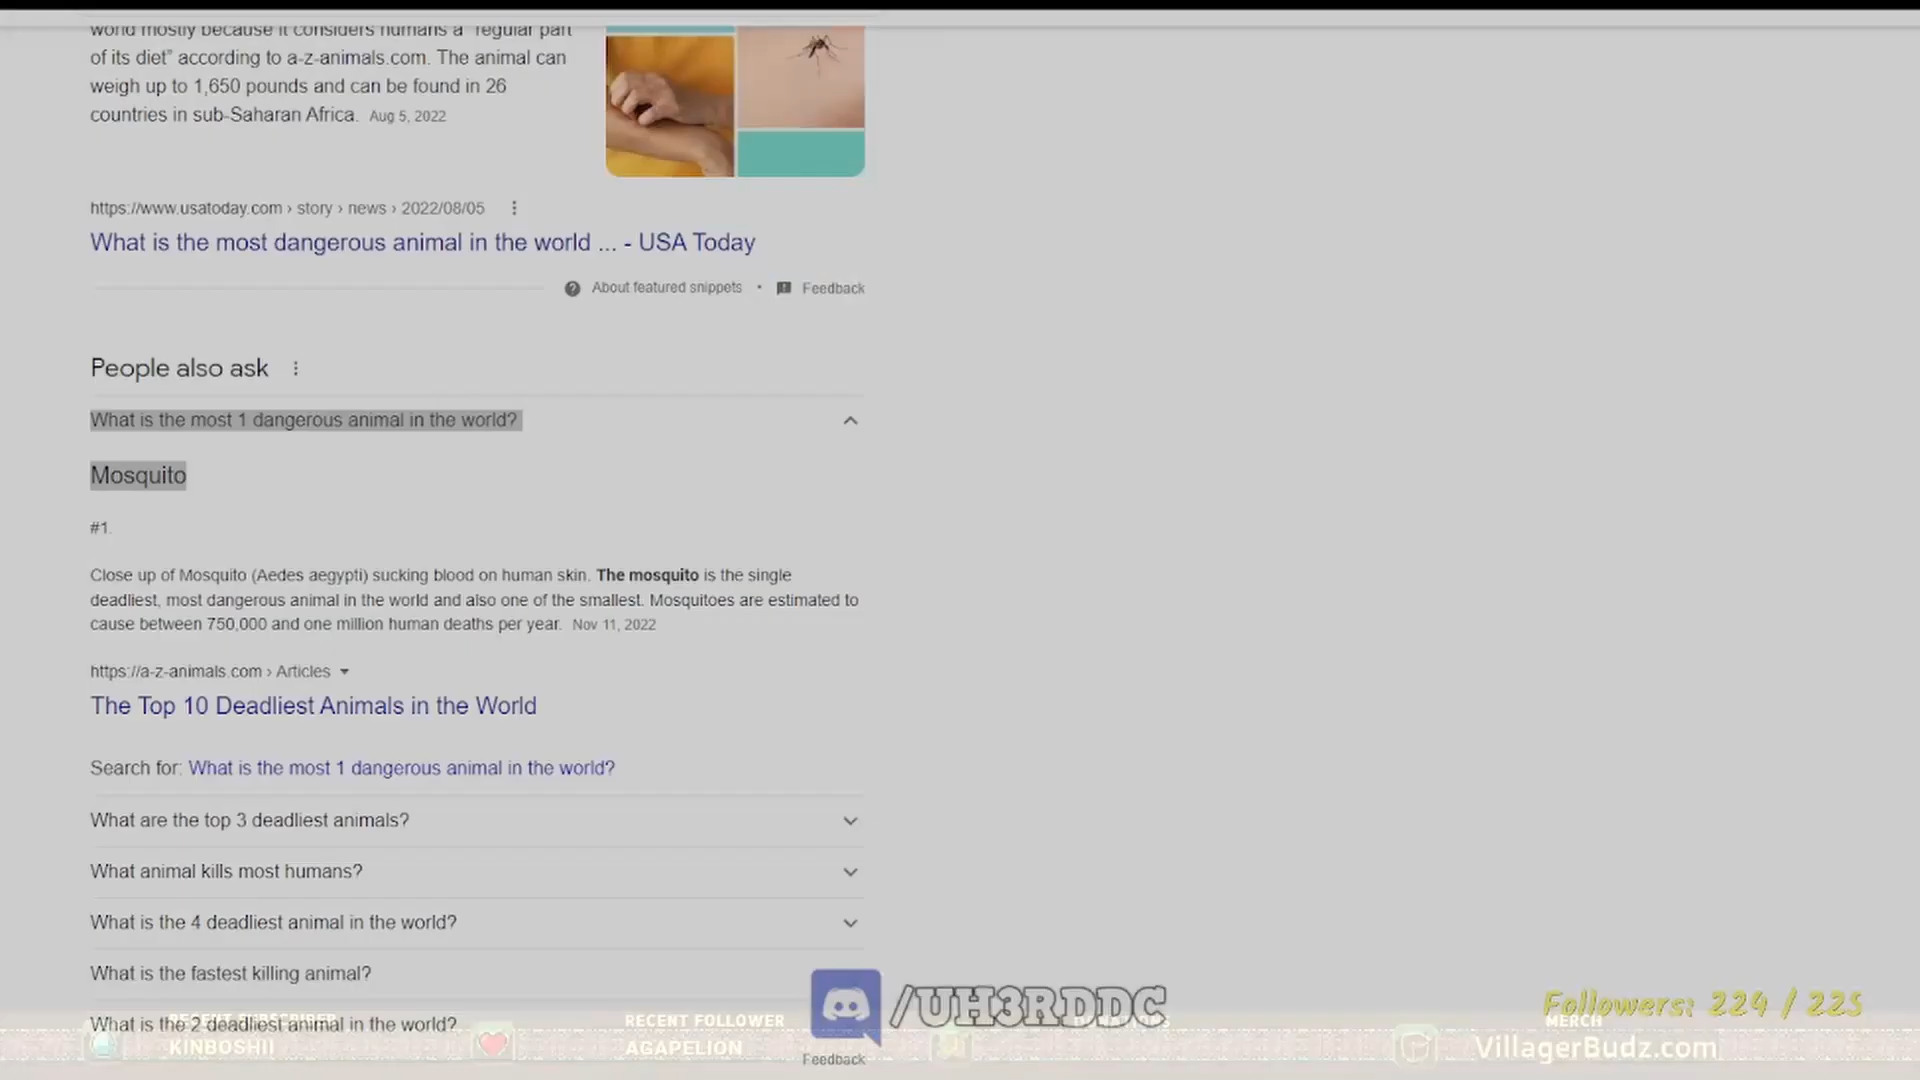 world mostly because it considers humans a "regular part
of its diet" according to a-z-animals.com. The animal can
weigh up to 1,650 pounds and can be found in 26
countries in sub-Saharan Africa. Aug 5, 2022
https://www.usatoday.com › story › news › 2022/08/05
What is the most dangerous animal in the world ... - USA Today
About featured snippets • Feedback
People also ask
What is the most 1 dangerous animal in the world?
Mosquito
#1.
Close up of Mosquito (Aedes aegypti) sucking blood on human skin. The mosquito is the single
deadliest, most dangerous animal in the world and also one of the smallest. Mosquitoes are estimated to
cause between 750,000 and one million human deaths per year. Nov 11, 2022
https://a-z-animals.com › Articles
The Top 10 Deadliest Animals in the World
Search for: What is the most 1 dangerous animal in the world?
What are the top 3 deadliest animals?
What animal kills most humans?
What is the 4 deadliest animal in the world?
What is the fastest killing animal?
What is the 2 deadliest animal in the world?
Feedback
/UH3RDDC
Followers: 224 / 225
RECENT SUBSCRIBER
KINBOSHII
RECENT FOLLOWER
AGAPELION
DONATIONS
MERCH
VillagerBudz.com